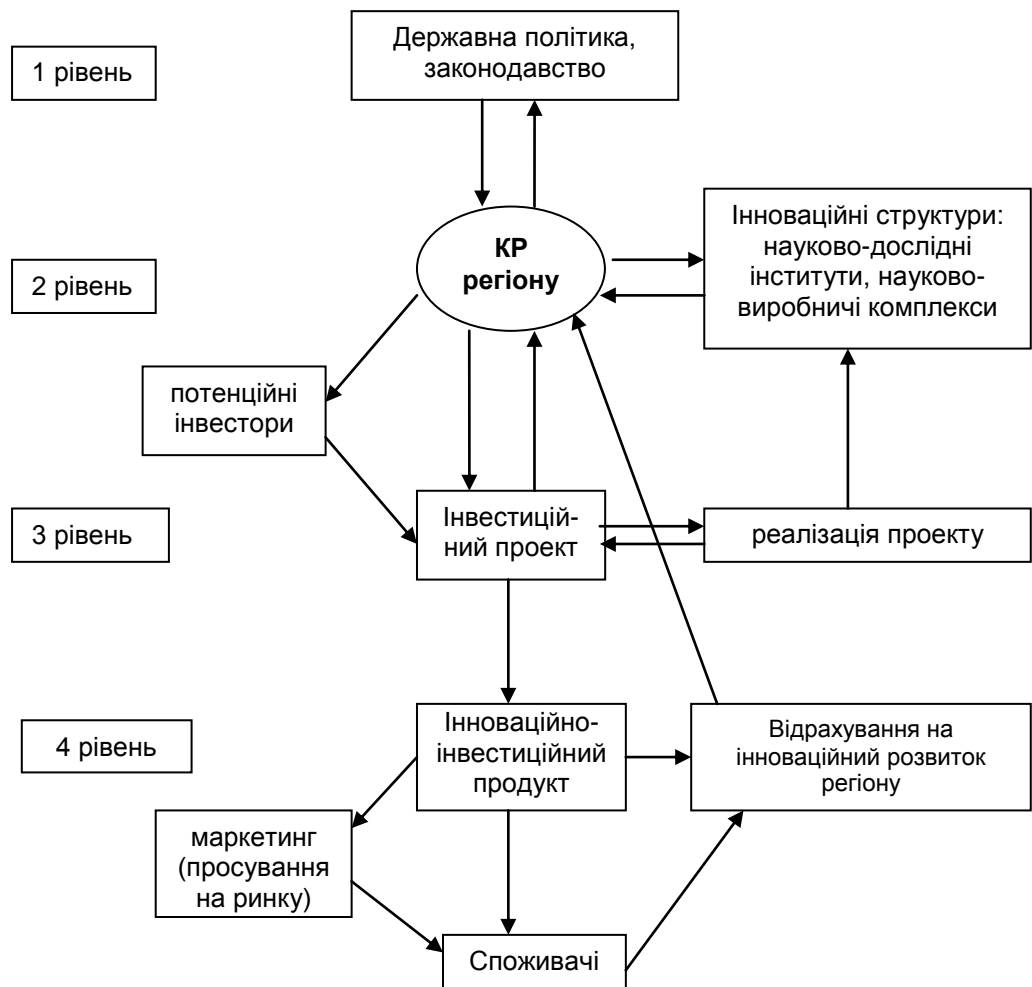 1 рівень
Державна політика,
законодавство
2 рівень
КР
регіону
Інноваційні структури:
науково-дослідні
інститути, науково-
виробничі комплекси
потенційні
інвестори
3 рівень
Інвестицій-
ний проект
реалізація проекту
4 рівень
Інноваційно-
інвестиційний
продукт
Відрахування на
інноваційний розвиток
регіону
маркетинг
(просування
на ринку)
Споживачі